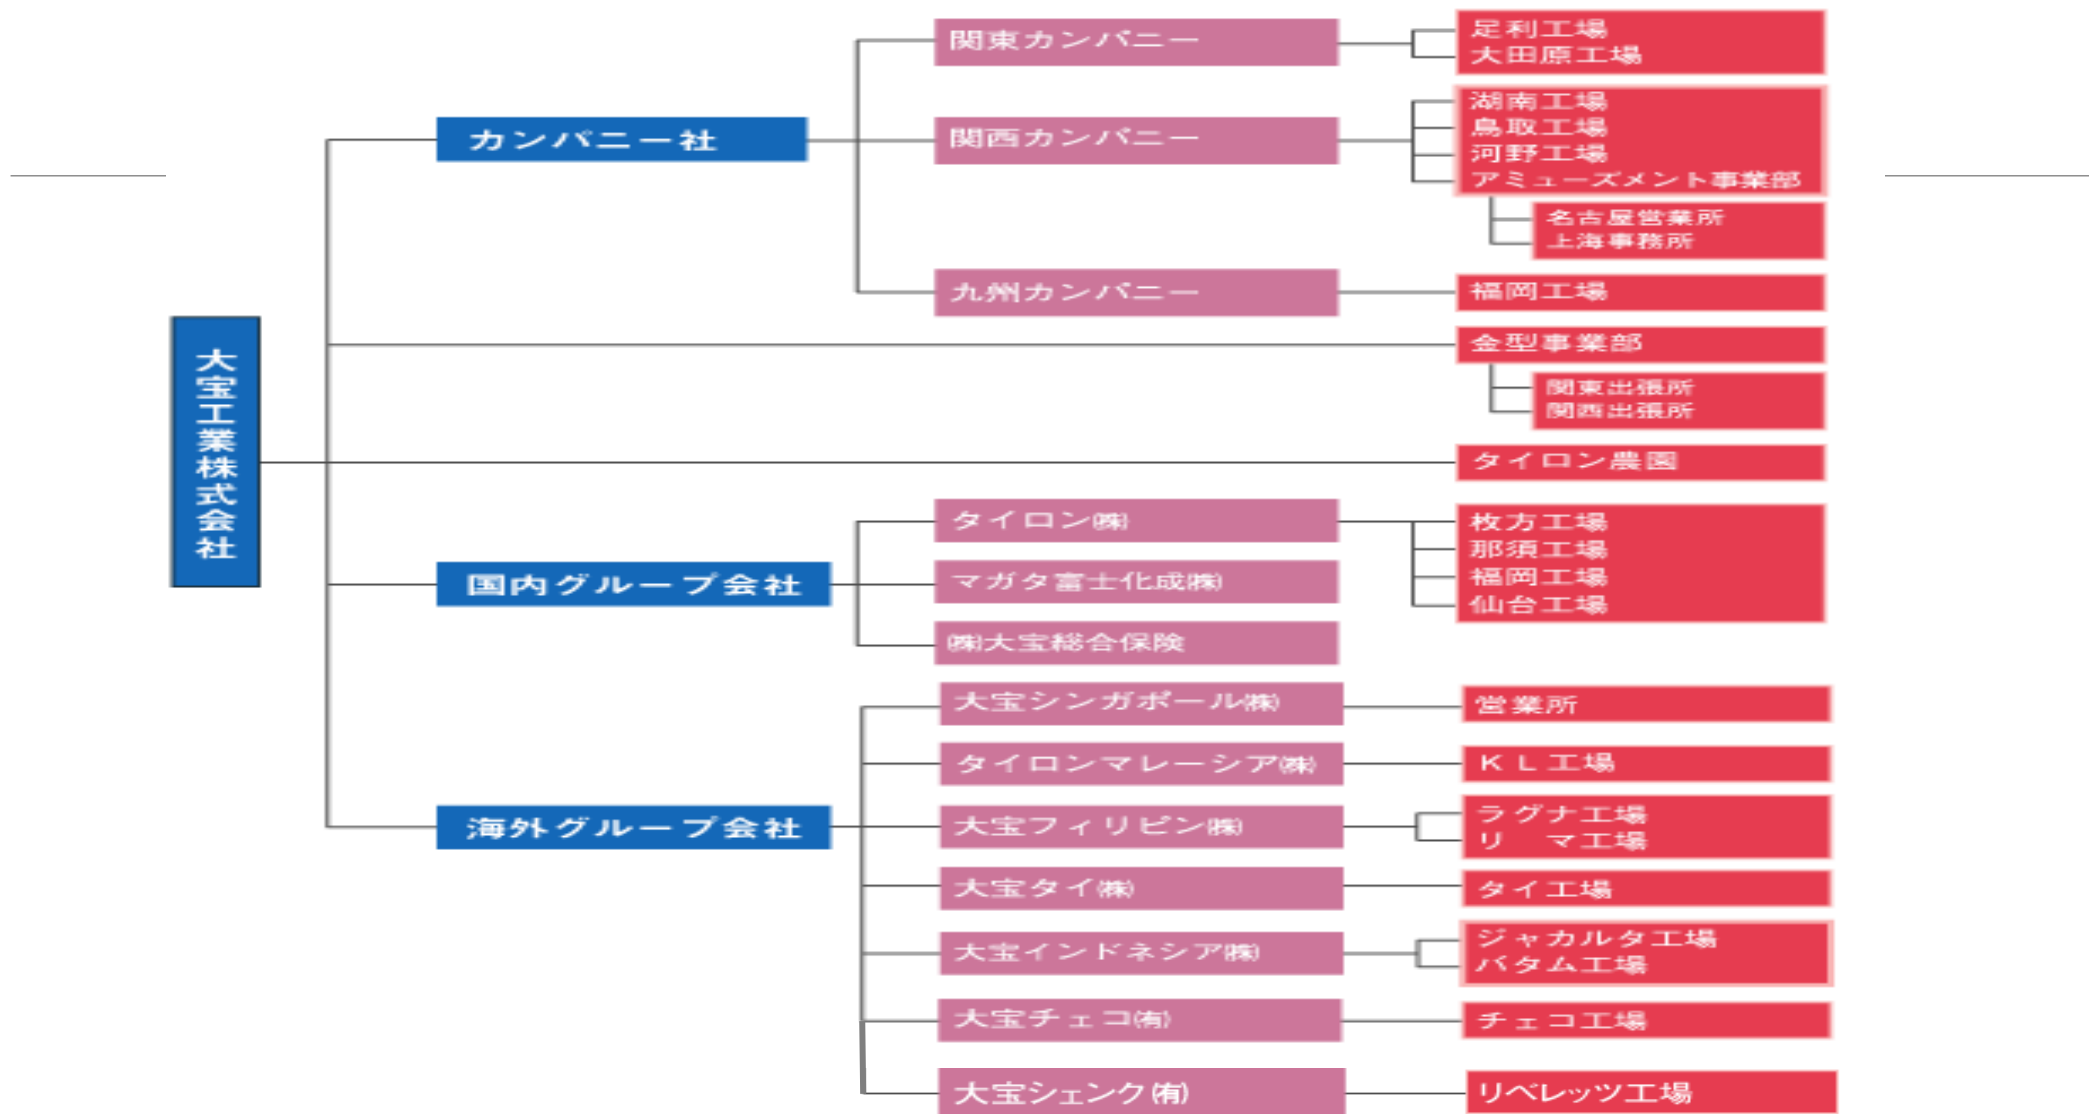 大宝工業株式会社
カンパニー社
関東カンパニー
足利工場
大田原工場
関西カンパニー
湖南工場
鳥取工場
河野工場
アミューズメント事業部
名古屋営業所
上海事務所
九州カンパニー
福岡工場
金型事業部
関東出張所
関西出張所
タイロン農園
国内グループ会社
タイロン㈱
枚方工場
那須工場
福岡工場
仙台工場
マガタ富士化成㈱
㈱大宝総合保険
海外グループ会社
大宝シンガポール㈱
営業所
タイロンマレーシア㈱
ＫＬ工場
大宝フィリピン㈱
ラグナ工場
リ　マ工場
大宝タイ㈱
タイ工場
大宝インドネシア㈱
ジャカルタ工場
バタム工場
大宝チェコ㈲
チェコ工場
大宝シェンク㈲
リベレッツ工場